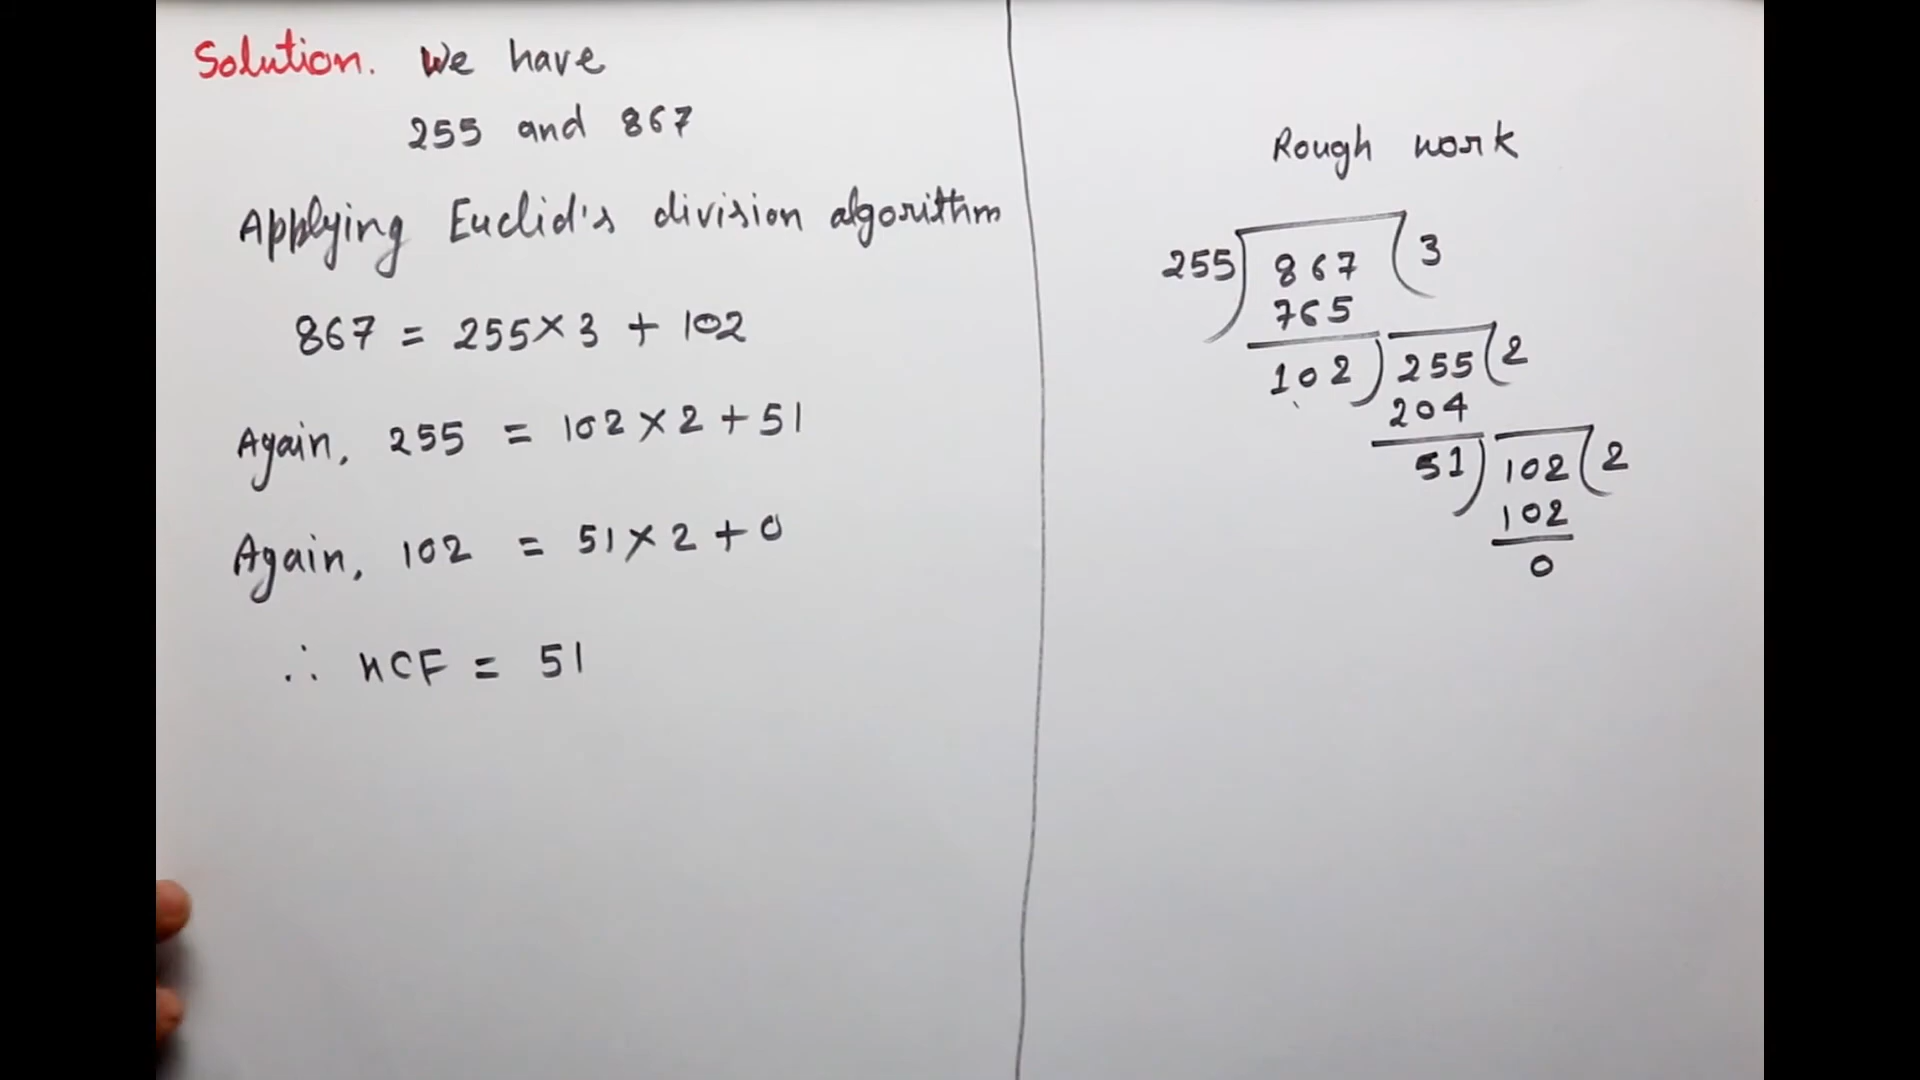 Solution. We have
255 and 867
Applying Euclid's division algorithm
867 = 255 × 3 + 102
Again, 255 = 102 × 2 + 51
Again, 102 = 51 × 2 + 0
∴ HCF = 51
Rough work
255) 867 (3
765
102) 255 (2
204
51) 102 (2
102
0